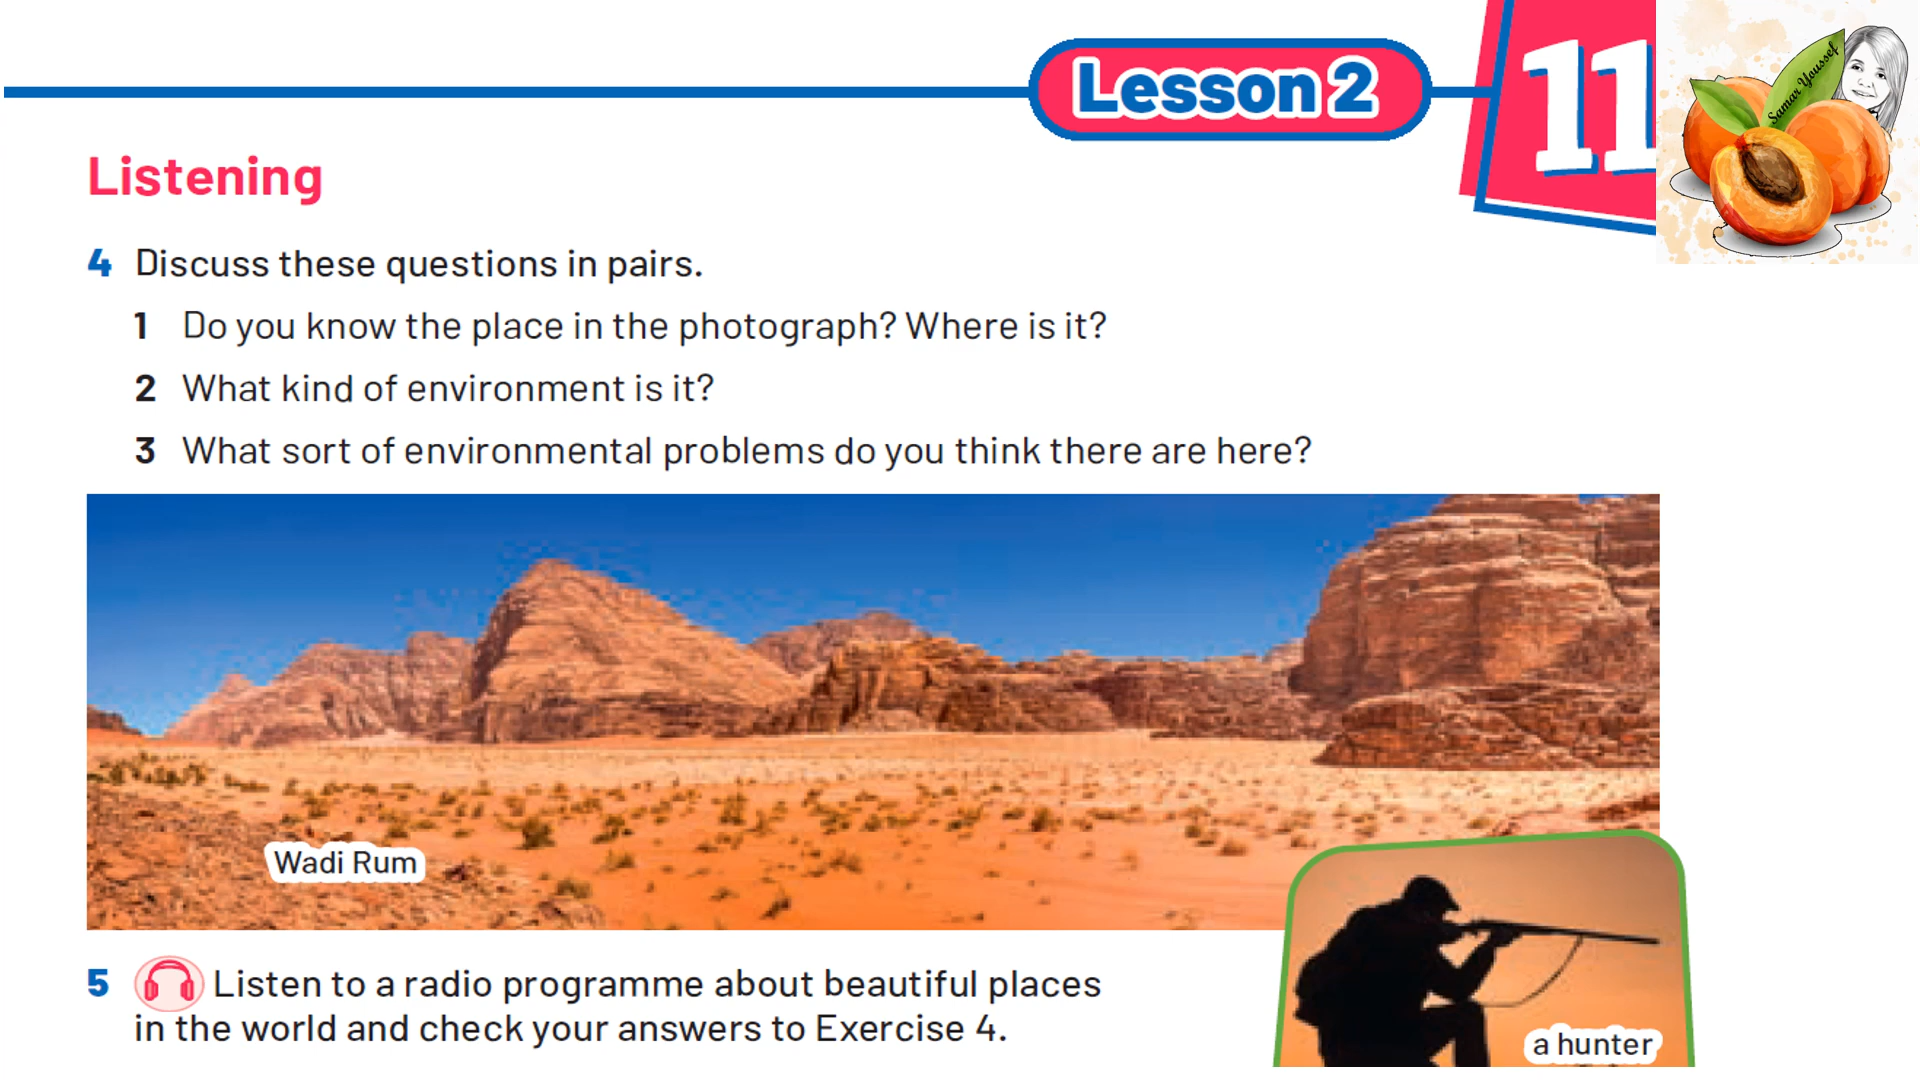 Lesson 2
11
Samar Youssef
Listening
4 Discuss these questions in pairs.
1 Do you know the place in the photograph? Where is it?
2 What kind of environment is it?
3 What sort of environmental problems do you think there are here?
Wadi Rum
5 Listen to a radio programme about beautiful places
in the world and check your answers to Exercise 4.
a hunter